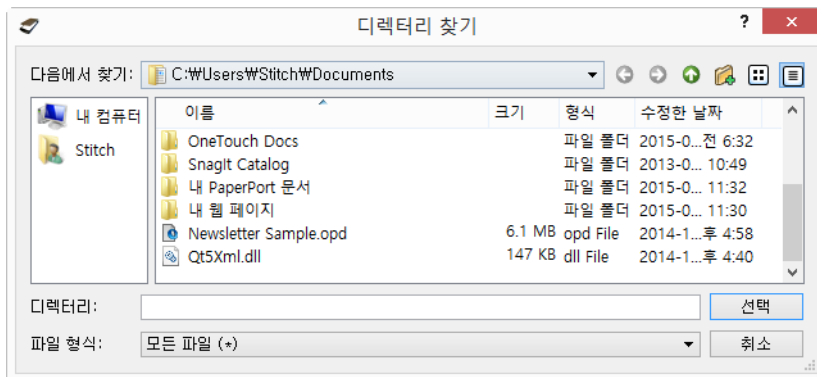 디렉터리 찾기
다음에서 찾기: C:₩Users₩Stitch₩Documents
내 컴퓨터
Stitch
이름 크기 형식 수정한 날짜
OneTouch Docs 파일 폴더 2015-0...전 6:32
SnagIt Catalog 파일 폴더 2013-0... 10:49
내 PaperPort 문서 파일 폴더 2015-0... 11:32
내 웹 페이지 파일 폴더 2015-0... 11:30
Newsletter Sample.opd 6.1 MB opd File 2014-1...후 4:58
Qt5Xml.dll 147 KB dll File 2014-1...후 4:40
디렉터리: 선택
파일 형식: 모든 파일 (*) 취소